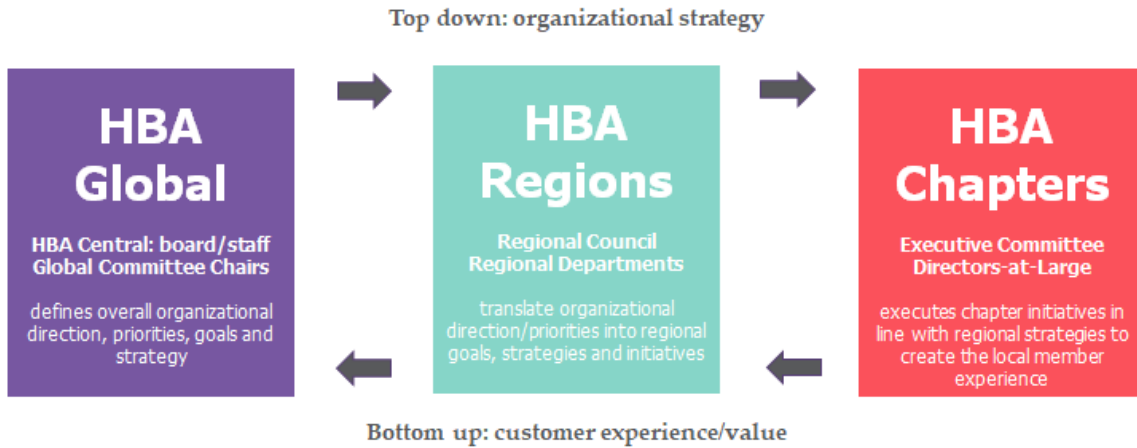 Top down: organizational strategy
HBA
Global
HBA Central: board/staff
Global Committee Chairs
defines overall organizational
direction, priorities, goals and
strategy
HBA
Regions
Regional Council
Regional Departments
translate organizational
direction/priorities into regional
goals, strategies and initiatives
HBA
Chapters
Executive Committee
Directors-at-Large
executes chapter initiatives in
line with regional strategies to
create the local member
experience
Bottom up: customer experience/value